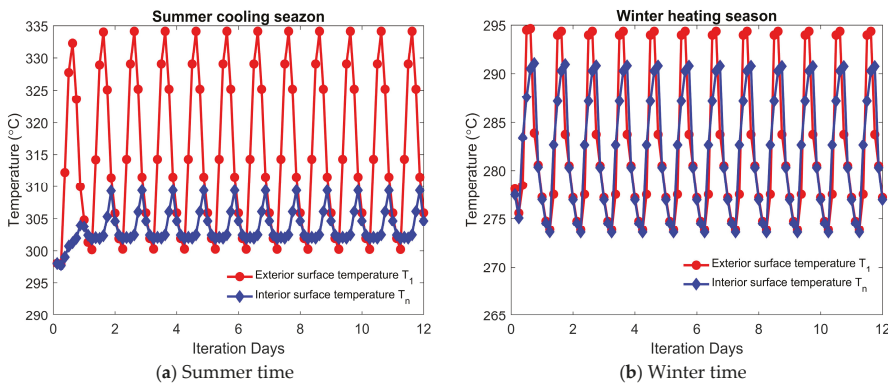 Summer cooling seazon
Temperature (°C)
335
330
325
320
315
310
305
300
295
290
0 2 4 6 8 10 12
Exterior surface temperature T1
Interior surface temperature Tn
Iteration Days
(a) Summer time
Winter heating season
Temperature (°C)
295
290
285
280
275
270
265
0 2 4 6 8 10 12
Exterior surface temperature T1
Interior surface temperature Tn
Iteration Days
(b) Winter time